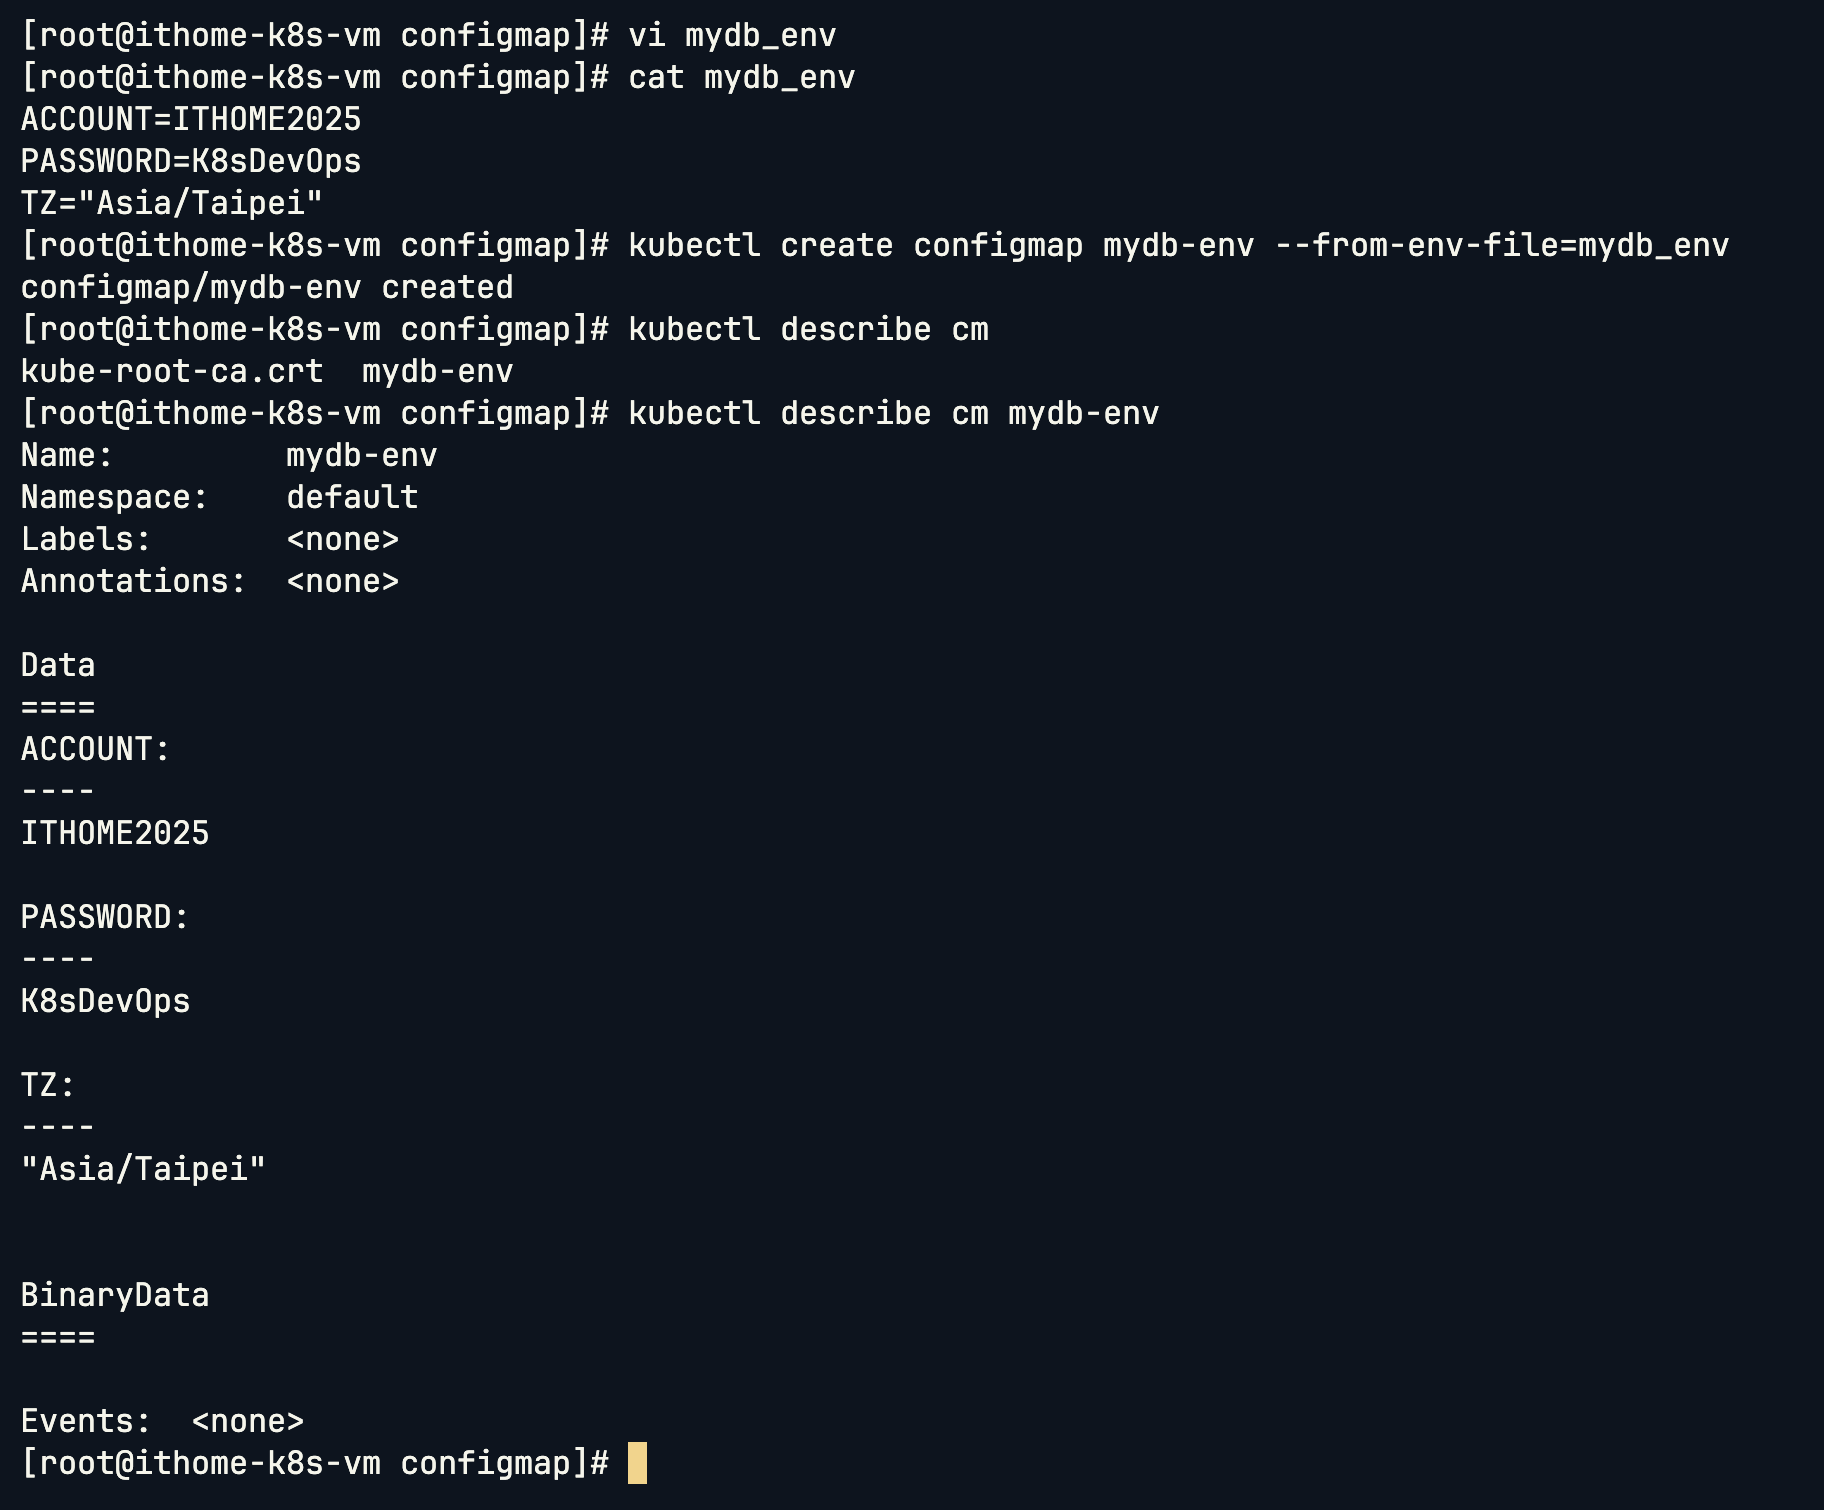 [root@ithome-k8s-vm configmap]# vi mydb_env
[root@ithome-k8s-vm configmap]# cat mydb_env
ACCOUNT=ITHOME2025
PASSWORD=K8sDevOps
TZ="Asia/Taipei"
[root@ithome-k8s-vm configmap]# kubectl create configmap mydb-env --from-env-file=mydb_env
configmap/mydb-env created
[root@ithome-k8s-vm configmap]# kubectl describe cm
kube-root-ca.crt  mydb-env
[root@ithome-k8s-vm configmap]# kubectl describe cm mydb-env
Name:         mydb-env
Namespace:    default
Labels:       <none>
Annotations:  <none>

Data
====
ACCOUNT:
----
ITHOME2025

PASSWORD:
----
K8sDevOps

TZ:
----
"Asia/Taipei"


BinaryData
====

Events:  <none>
[root@ithome-k8s-vm configmap]#